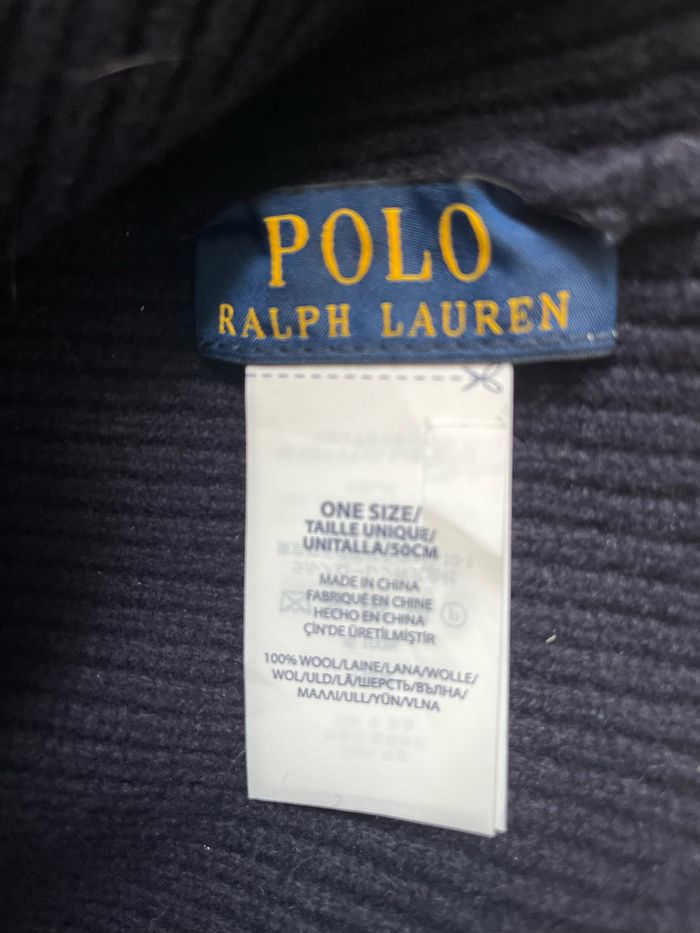 POLO
RALPH LAUREN
ONE SIZE/
TAILLE UNIQUE/
UNITALLA/50CM
MADE IN CHINA
FABRIQUÉ EN CHINE
HECHO EN CHINA
ÇİN'DE ÜRETİLMİŞTİR
100% WOOL/LAINE/LANA/WOLLE/
WOL/ULD/LÃ/ШЕРСТЬ/ВЪЛНА/
ΜΑΛΛΙ/ULL/YÜN/VLNA